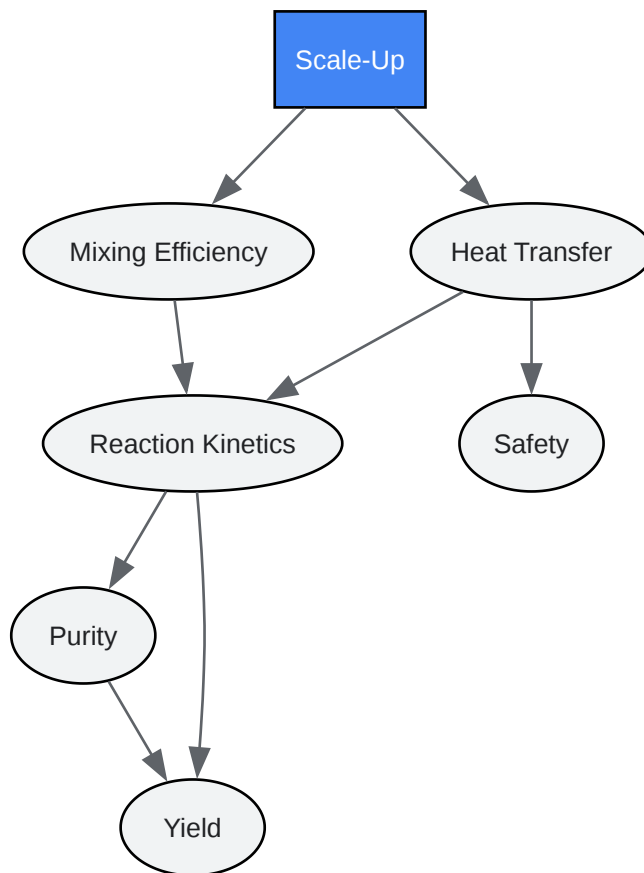 Scale-Up
Mixing Efficiency
Heat Transfer
Reaction Kinetics
Safety
Purity
Yield